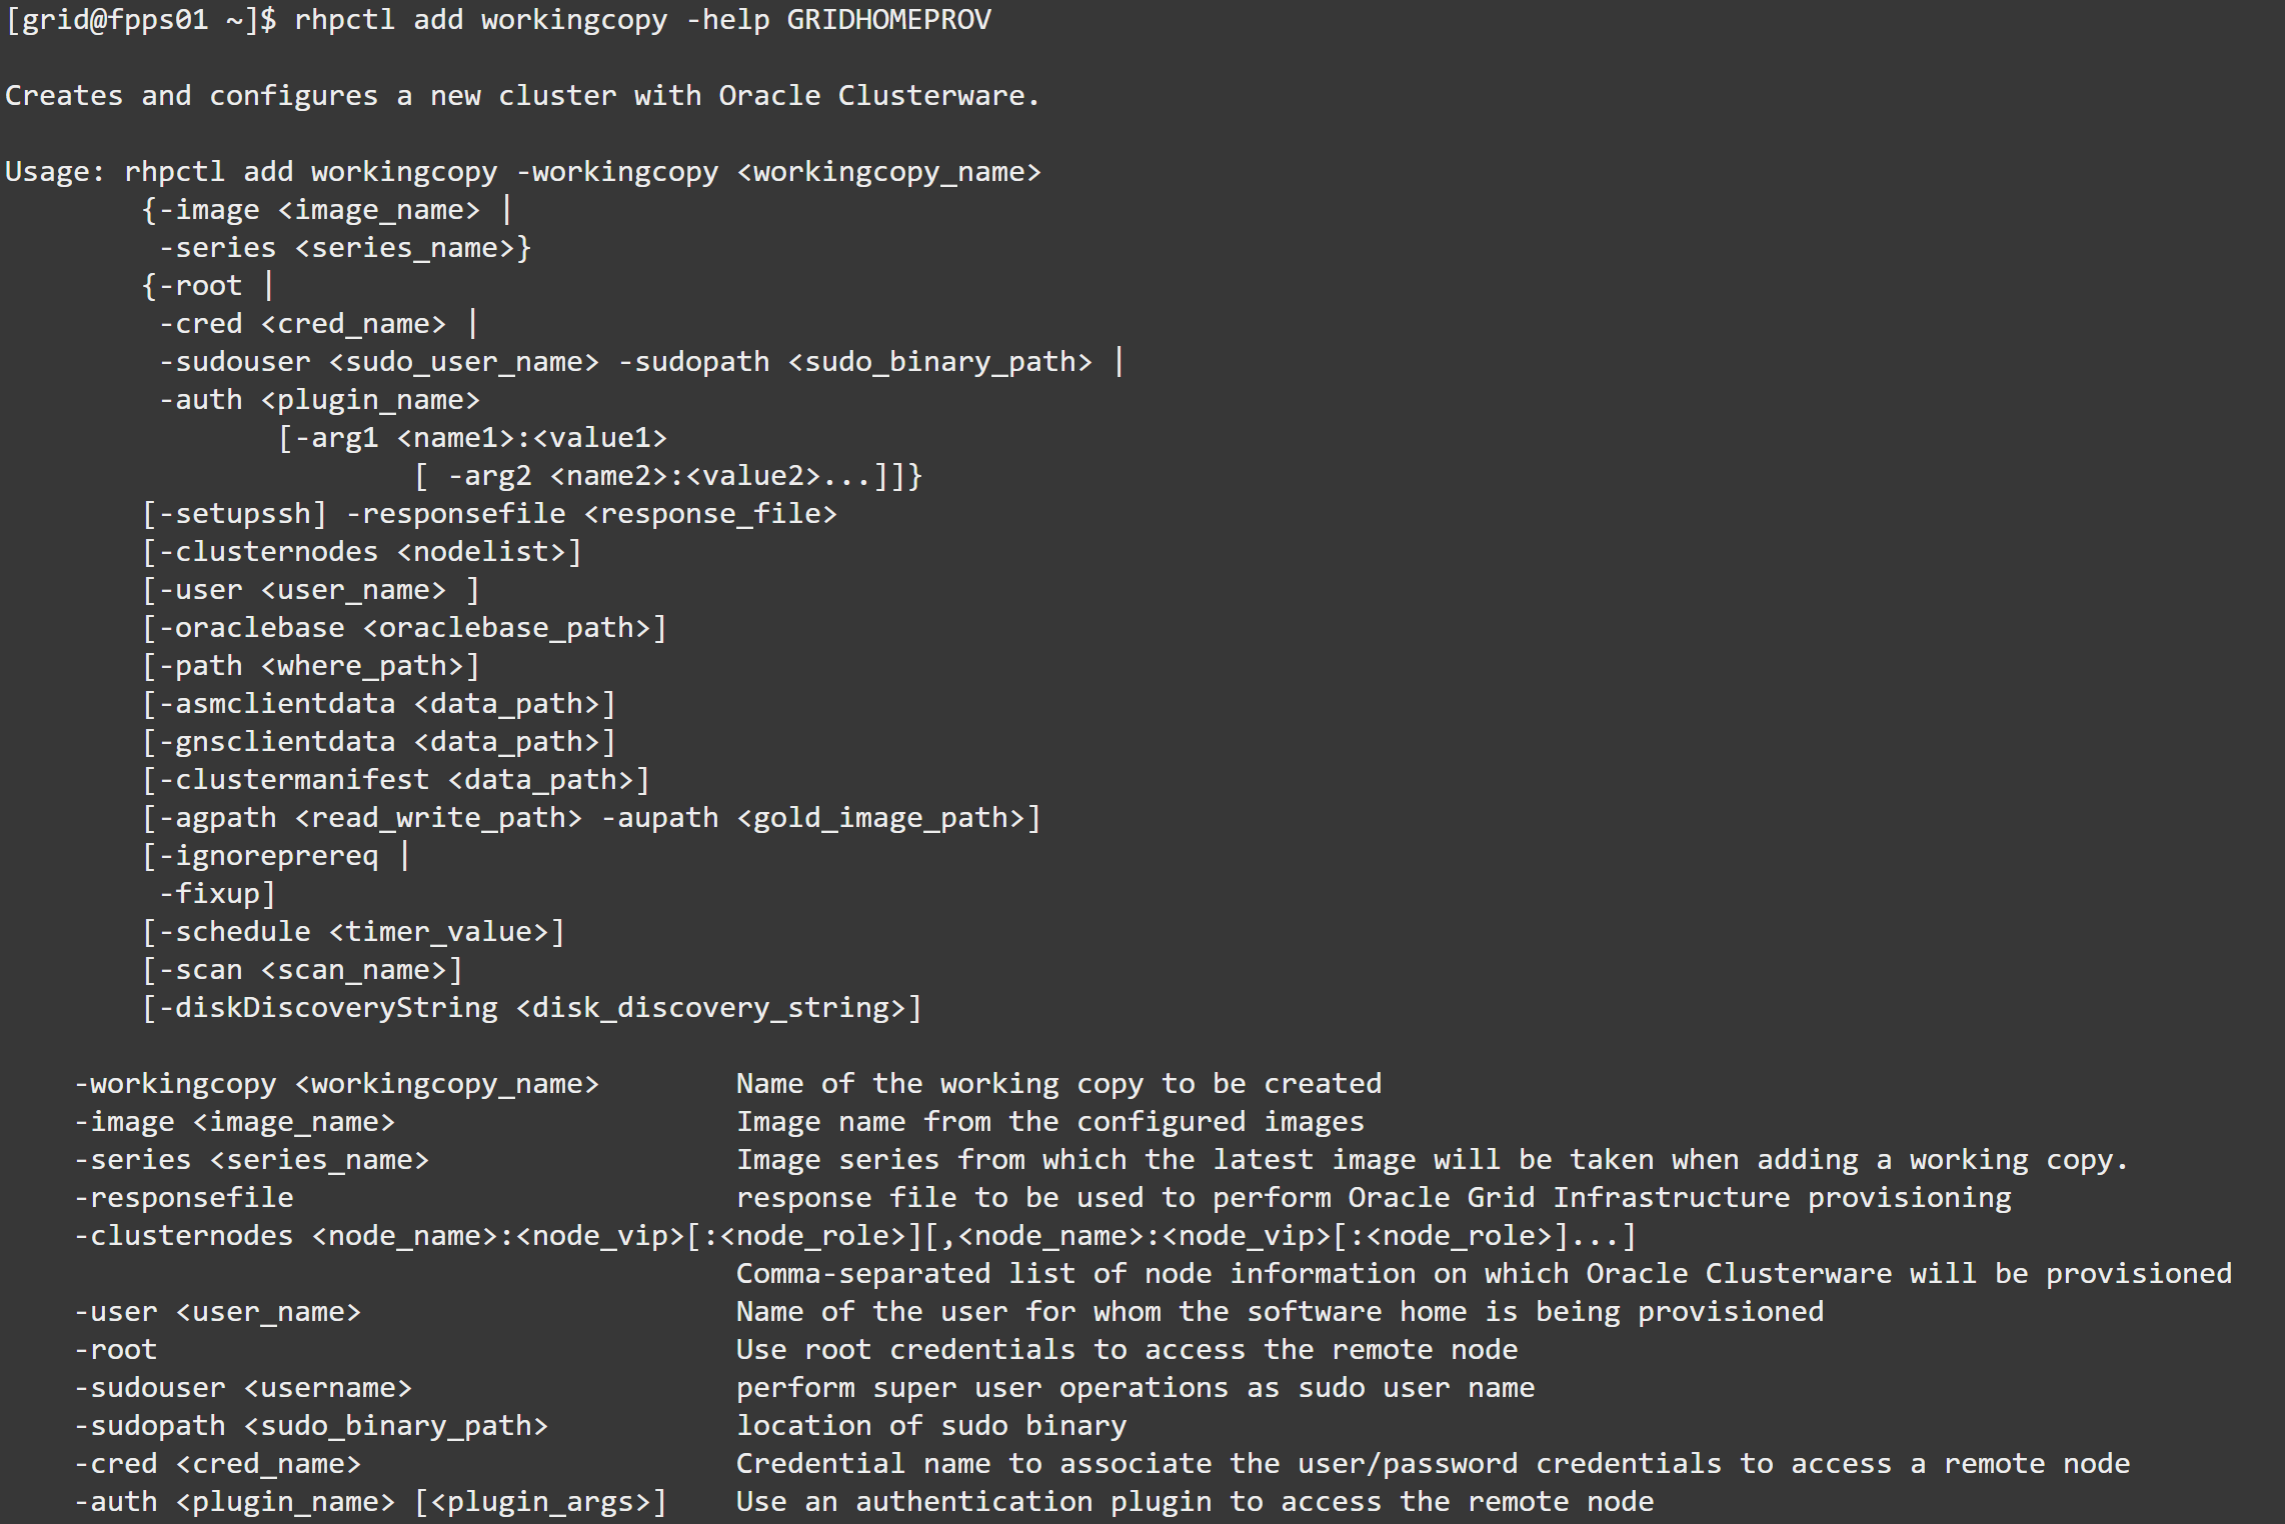 [grid@fpps01 ~]$ rhpctl add workingcopy -help GRIDHOMEPROV
Creates and configures a new cluster with Oracle Clusterware.
Usage: rhpctl add workingcopy -workingcopy <workingcopy_name>
{-image <image_name> |
-series <series_name>}
{-root |
-cred <cred_name> |
-sudouser <sudo_user_name> -sudopath <sudo_binary_path> |
-auth <plugin_name>
[-arg1 <name1>:<value1>
[ -arg2 <name2>:<value2>...]]}
[-setupssh] -responsefile <response_file>
[-clusternodes <nodelist>]
[-user <user_name> ]
[-oraclebase <oraclebase_path>]
[-path <where_path>]
[-asmclientdata <data_path>]
[-gnsclientdata <data_path>]
[-clustermanifest <data_path>]
[-agpath <read_write_path> -aupath <gold_image_path>]
[-ignoreprereq |
-fixup]
[-schedule <timer_value>]
[-scan <scan_name>]
[-diskDiscoveryString <disk_discovery_string>]
-workingcopy <workingcopy_name> Name of the working copy to be created
-image <image_name> Image name from the configured images
-series <series_name> Image series from which the latest image will be taken when adding a working copy.
-responsefile response file to be used to perform Oracle Grid Infrastructure provisioning
-clusternodes <node_name>:<node_vip>[:<node_role>][,<node_name>:<node_vip>[:<node_role>]...]
Comma-separated list of node information on which Oracle Clusterware will be provisioned
-user <user_name> Name of the user for whom the software home is being provisioned
-root Use root credentials to access the remote node
-sudouser <username> perform super user operations as sudo user name
-sudopath <sudo_binary_path> location of sudo binary
-cred <cred_name> Credential name to associate the user/password credentials to access a remote node
-auth <plugin_name> [<plugin_args>] Use an authentication plugin to access the remote node